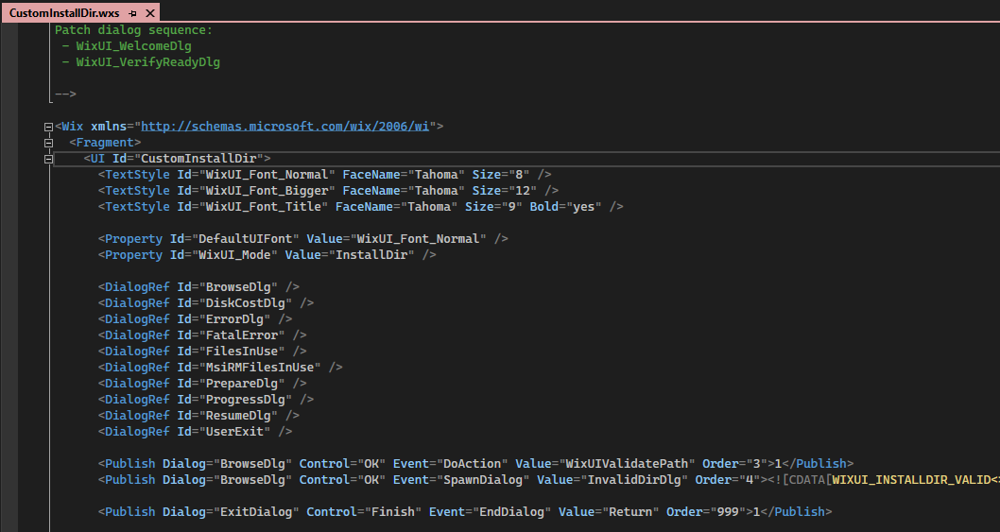 CustomInstallDir.wxs
Patch dialog sequence:
- WixUI_WelcomeDlg
- WixUI_VerifyReadyDlg
-->
<Wix xmlns="http://schemas.microsoft.com/wix/2006/wi">
<Fragment>
<UI Id="CustomInstallDir">
<TextStyle Id="WixUI_Font_Normal" FaceName="Tahoma" Size="8" />
<TextStyle Id="WixUI_Font_Bigger" FaceName="Tahoma" Size="12" />
<TextStyle Id="WixUI_Font_Title" FaceName="Tahoma" Size="9" Bold="yes" />
<Property Id="DefaultUIFont" Value="WixUI_Font_Normal" />
<Property Id="WixUI_Mode" Value="InstallDir" />
<DialogRef Id="BrowseDlg" />
<DialogRef Id="DiskCostDlg" />
<DialogRef Id="ErrorDlg" />
<DialogRef Id="FatalError" />
<DialogRef Id="FilesInUse" />
<DialogRef Id="MsiRMFilesInUse" />
<DialogRef Id="PrepareDlg" />
<DialogRef Id="ProgressDlg" />
<DialogRef Id="ResumeDlg" />
<DialogRef Id="UserExit" />
<Publish Dialog="BrowseDlg" Control="OK" Event="DoAction" Value="WixUIValidatePath" Order="3">1</Publish>
<Publish Dialog="BrowseDlg" Control="OK" Event="SpawnDialog" Value="InvalidDirDlg" Order="4"><![CDATA[WIXUI_INSTALLDIR_VALID<
<Publish Dialog="ExitDialog" Control="Finish" Event="EndDialog" Value="Return" Order="999">1</Publish>